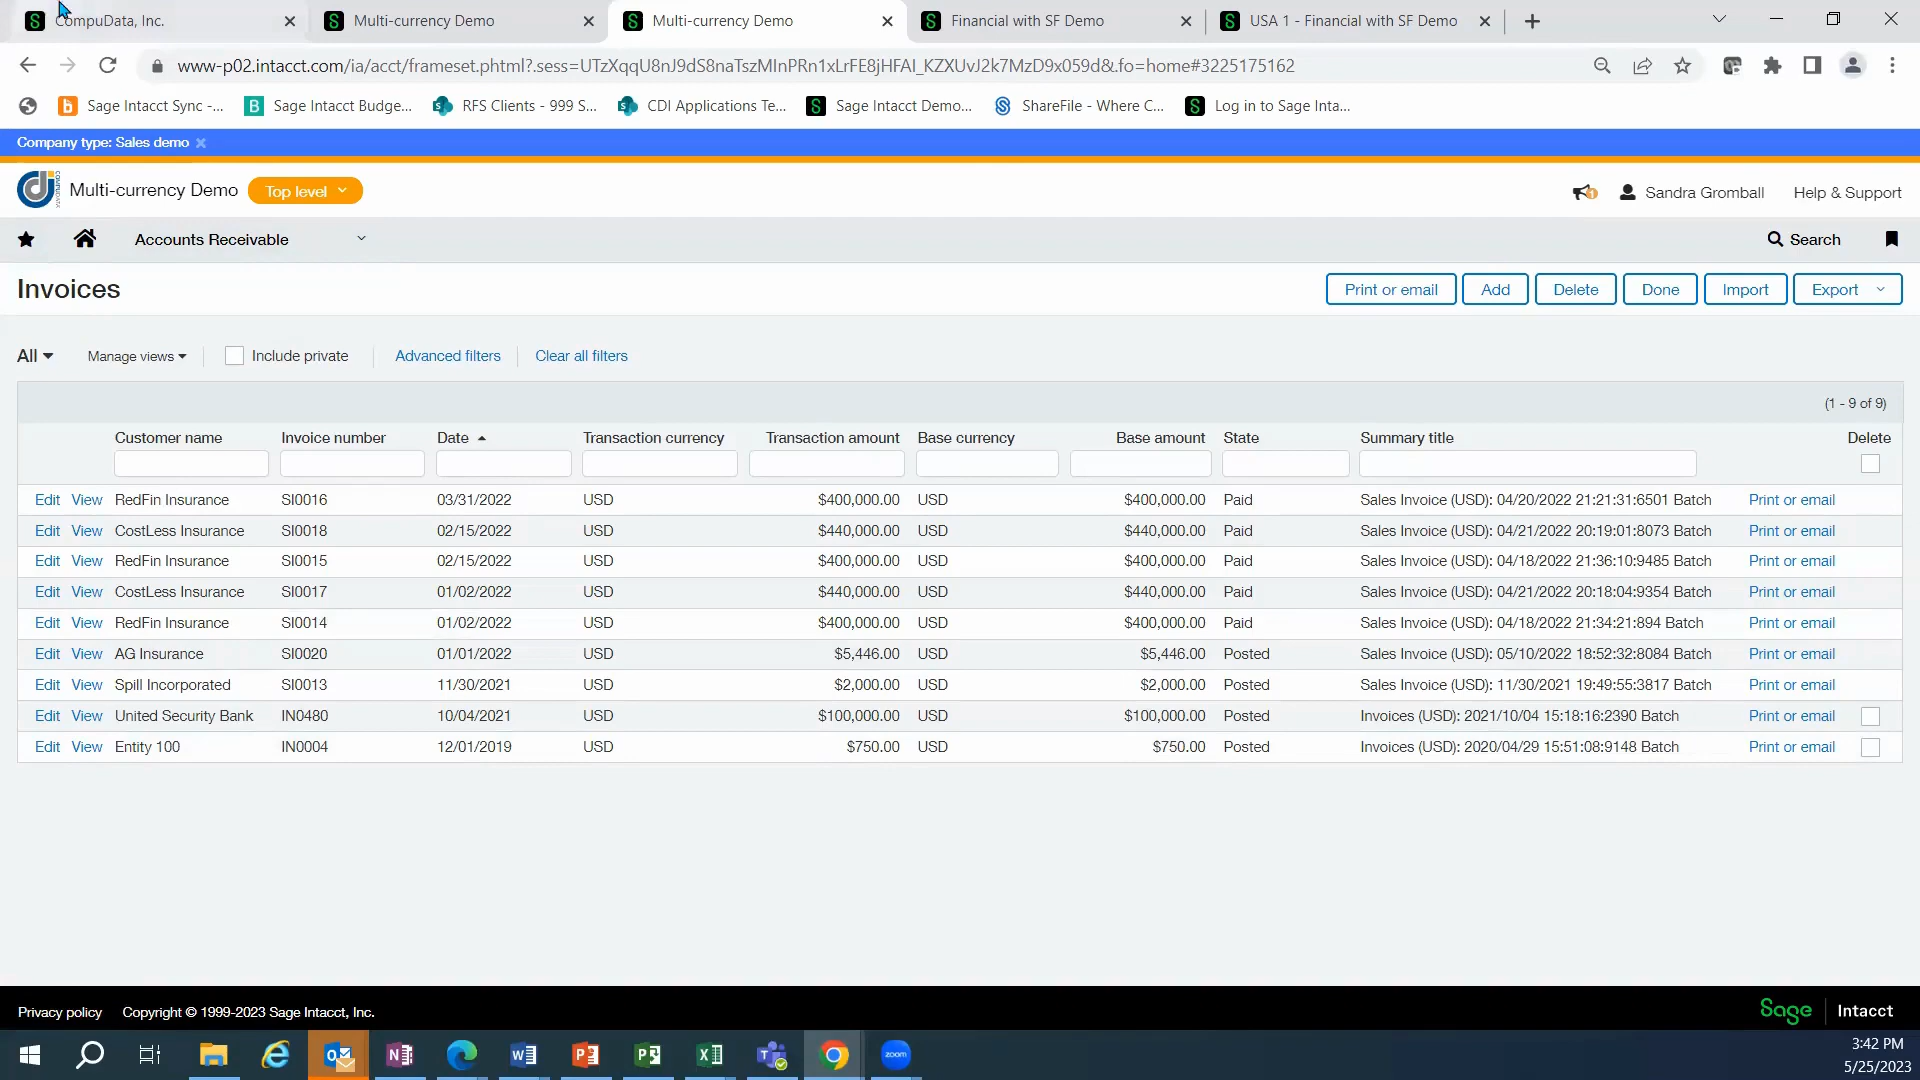 CompuData, Inc.
Multi-currency Demo
Multi-currency Demo
Financial with SF Demo
USA 1 - Financial with SF Demo
www-p02.intacct.com/ia/acct/frameset.phtml?.sess=UTzXqqU8nJ9dS8naTszMInPRn1xLrFE8jHFAI_KZXUvJ2k7MzD9x059d&.fo=home#3225175162
Sage Intacct Sync -...
Sage Intacct Budge...
RFS Clients - 999 S...
CDI Applications Te...
Sage Intacct Demo...
ShareFile - Where C...
Log in to Sage Inta...
Company type: Sales demo
Multi-currency Demo Top level
Sandra Gromball Help & Support
Accounts Receivable
Search
Invoices
Print or email Add Delete Done Import Export
All Manage views Include private Advanced filters Clear all filters
(1 - 9 of 9)
Customer name Invoice number Date Transaction currency Transaction amount Base currency Base amount State Summary title Delete
Edit View RedFin Insurance SI0016 03/31/2022 USD $400,000.00 USD $400,000.00 Paid Sales Invoice (USD): 04/20/2022 21:21:31:6501 Batch Print or email
Edit View CostLess Insurance SI0018 02/15/2022 USD $440,000.00 USD $440,000.00 Paid Sales Invoice (USD): 04/21/2022 20:19:01:8073 Batch Print or email
Edit View RedFin Insurance SI0015 02/15/2022 USD $400,000.00 USD $400,000.00 Paid Sales Invoice (USD): 04/18/2022 21:36:10:9485 Batch Print or email
Edit View CostLess Insurance SI0017 01/02/2022 USD $440,000.00 USD $440,000.00 Paid Sales Invoice (USD): 04/21/2022 20:18:04:9354 Batch Print or email
Edit View RedFin Insurance SI0014 01/02/2022 USD $400,000.00 USD $400,000.00 Paid Sales Invoice (USD): 04/18/2022 21:34:21:894 Batch Print or email
Edit View AG Insurance SI0020 01/01/2022 USD $5,446.00 USD $5,446.00 Posted Sales Invoice (USD): 05/10/2022 18:52:32:8084 Batch Print or email
Edit View Spill Incorporated SI0013 11/30/2021 USD $2,000.00 USD $2,000.00 Posted Sales Invoice (USD): 11/30/2021 19:49:55:3817 Batch Print or email
Edit View United Security Bank IN0480 10/04/2021 USD $100,000.00 USD $100,000.00 Posted Invoices (USD): 2021/10/04 15:18:16:2390 Batch Print or email
Edit View Entity 100 IN0004 12/01/2019 USD $750.00 USD $750.00 Posted Invoices (USD): 2020/04/29 15:51:08:9148 Batch Print or email
Privacy policy Copyright © 1999-2023 Sage Intacct, Inc.
Sage Intacct
zoom
3:42 PM
5/25/2023